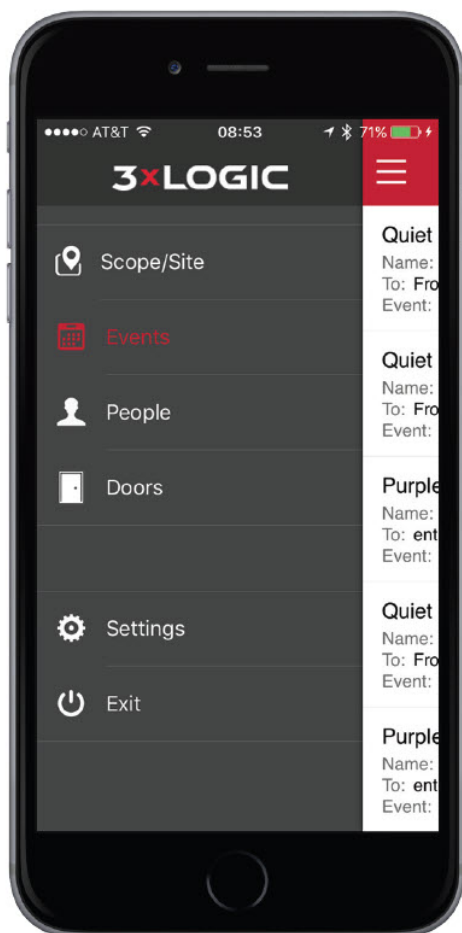 AT&T 08:53 71%
3xLOGIC
Scope/Site
Events
People
Doors
Settings
Exit
Quiet
Name:
To: Fro
Event:
Quiet
Name:
To: Fro
Event:
Purple
Name:
To: ent
Event:
Quiet
Name:
To: Fro
Event:
Purple
Name:
To: ent
Event: